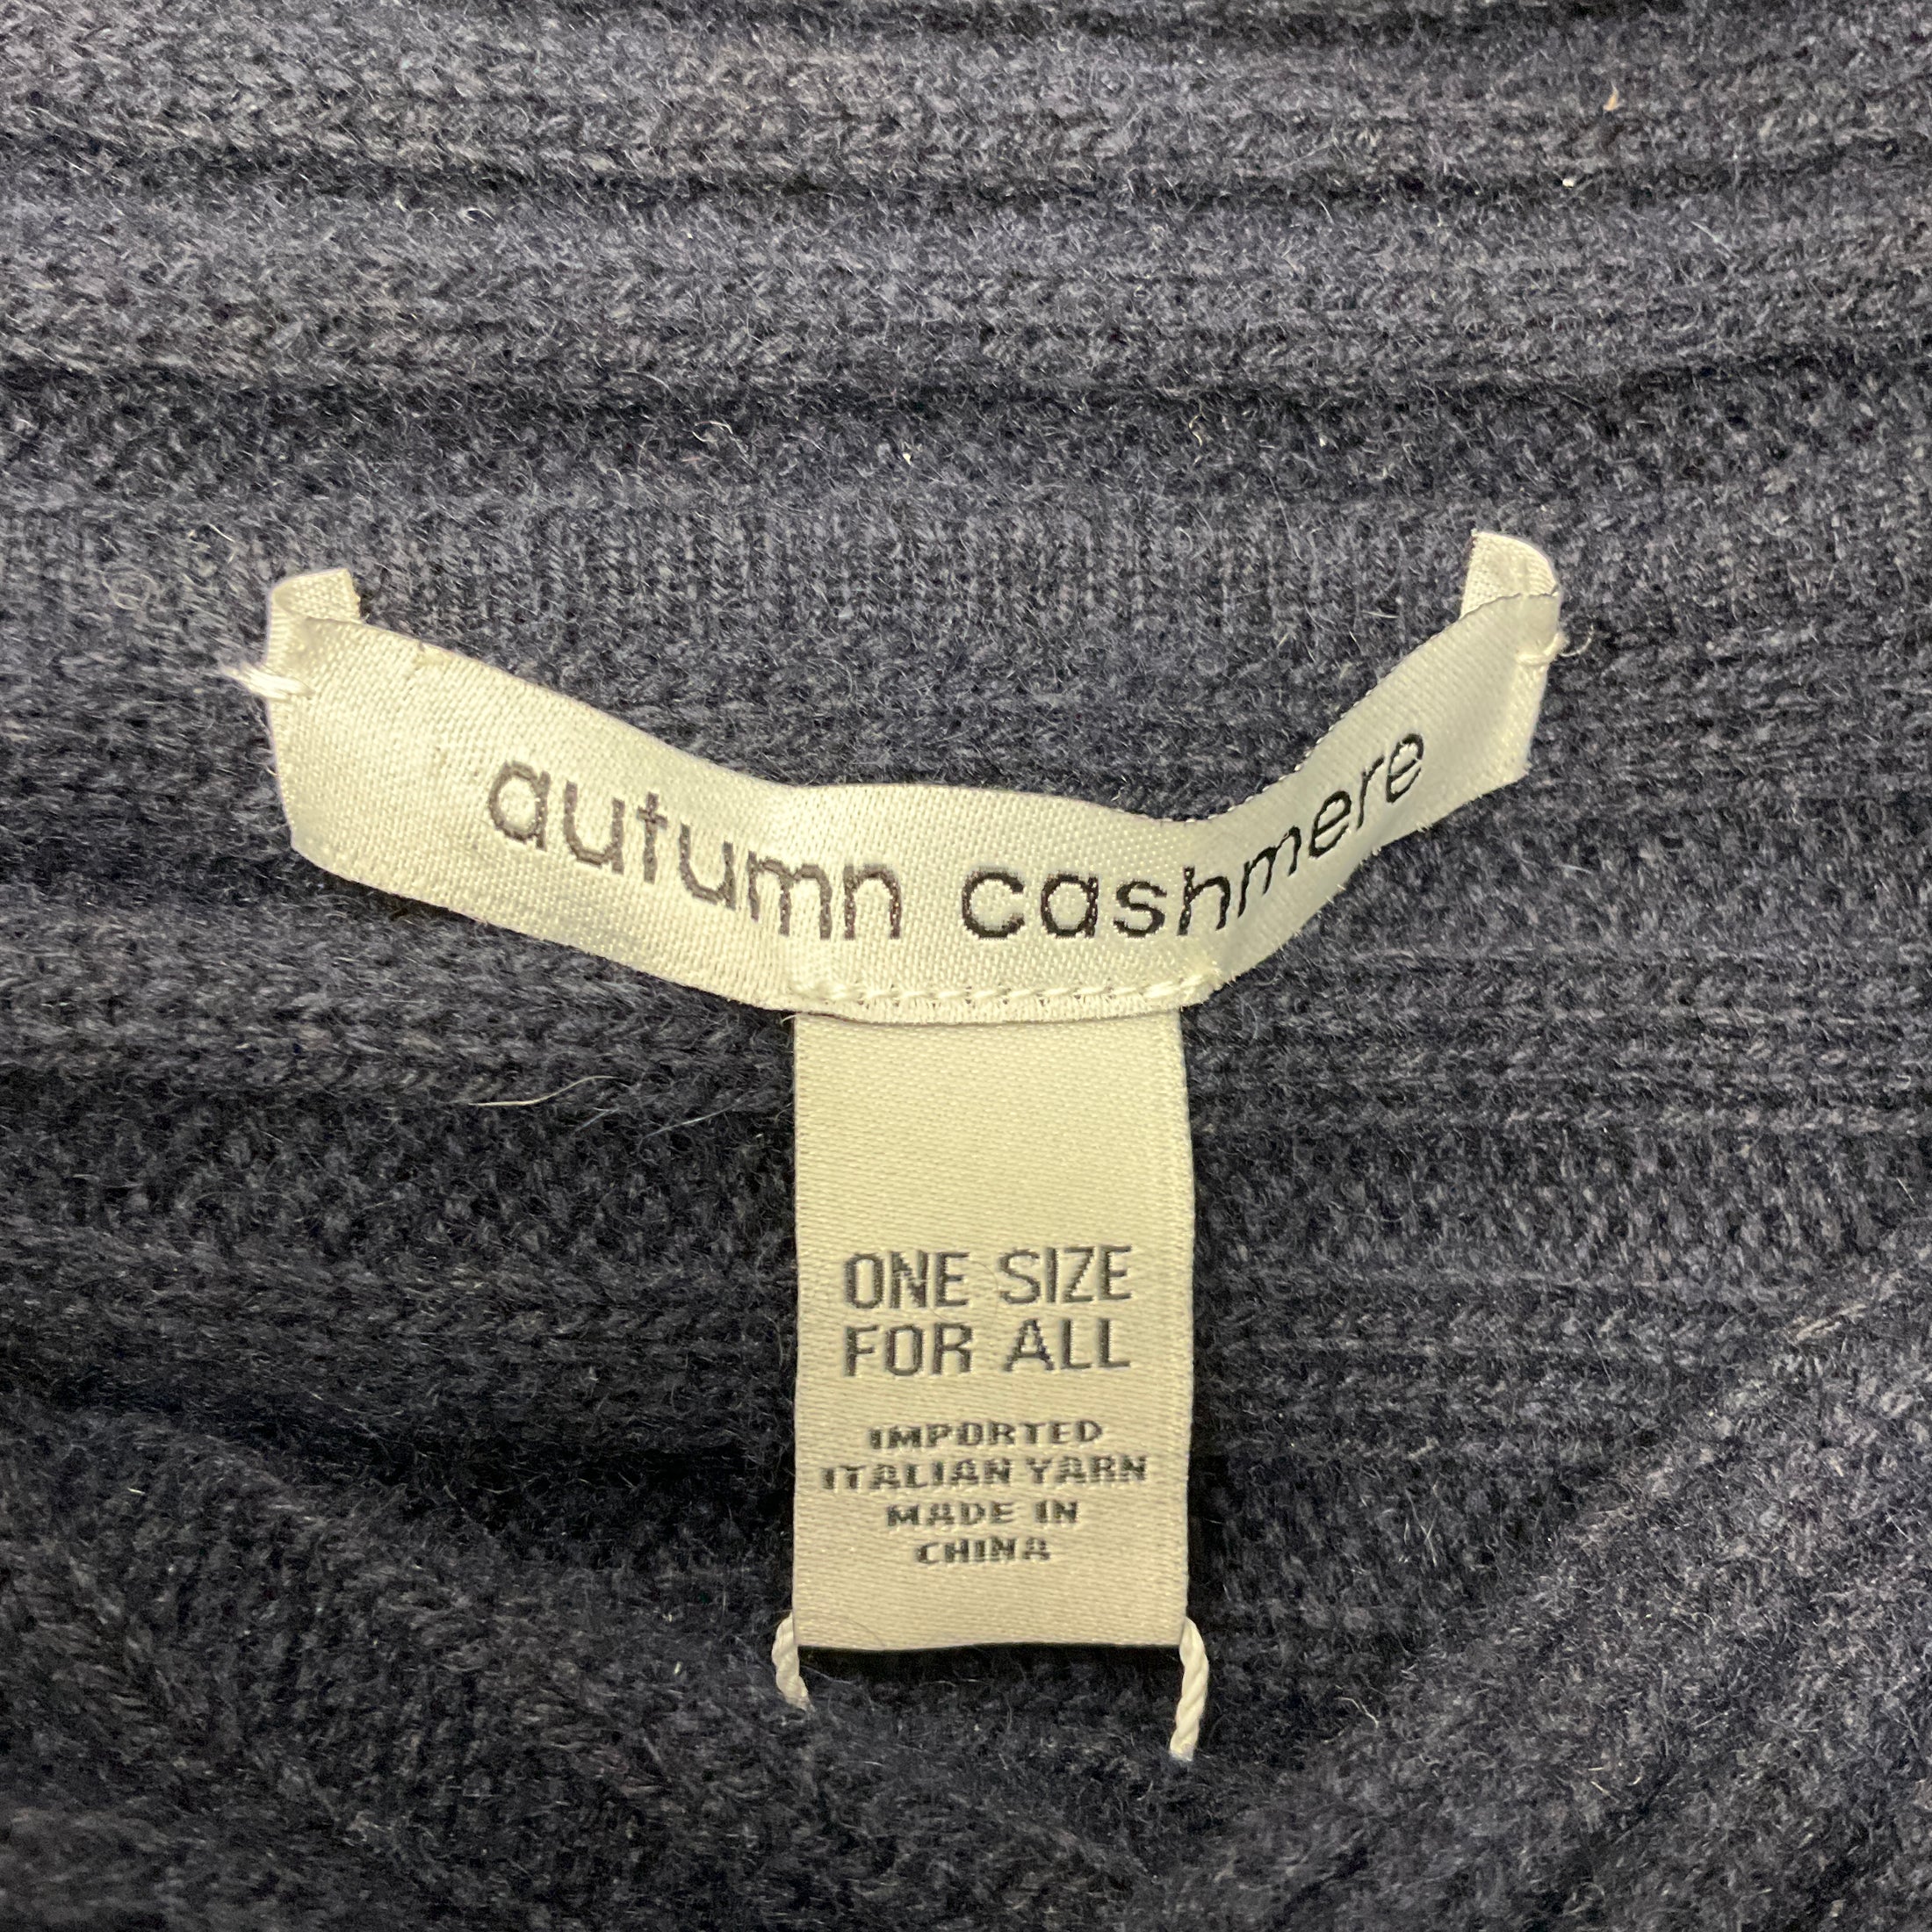 autumn cashmere
ONE SIZE
FOR ALL
IMPORTED
ITALIAN YARN
MADE IN
CHINA